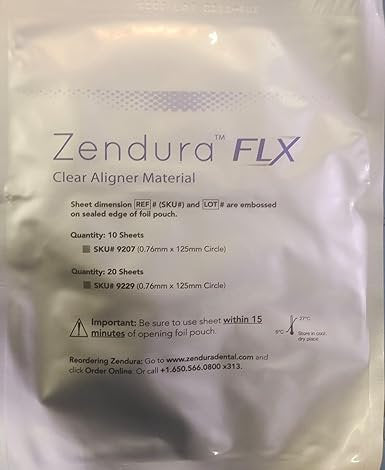 Zendura™ FLX
Clear Aligner Material
Sheet dimension REF# (SKU#) and LOT# are embossed
on sealed edge of foil pouch.
Quantity: 10 Sheets
SKU# 9207 (0.76mm x 125mm Circle)
Quantity: 20 Sheets
SKU# 9229 (0.76mm x 125mm Circle)
Important: Be sure to use sheet within 15
minutes of opening foil pouch.
5°C
27°C
Store in cool,
dry place
Reordering Zendura: Go to www.zenduradental.com and
click Order Online. Or call +1.650.566.0800 x313.